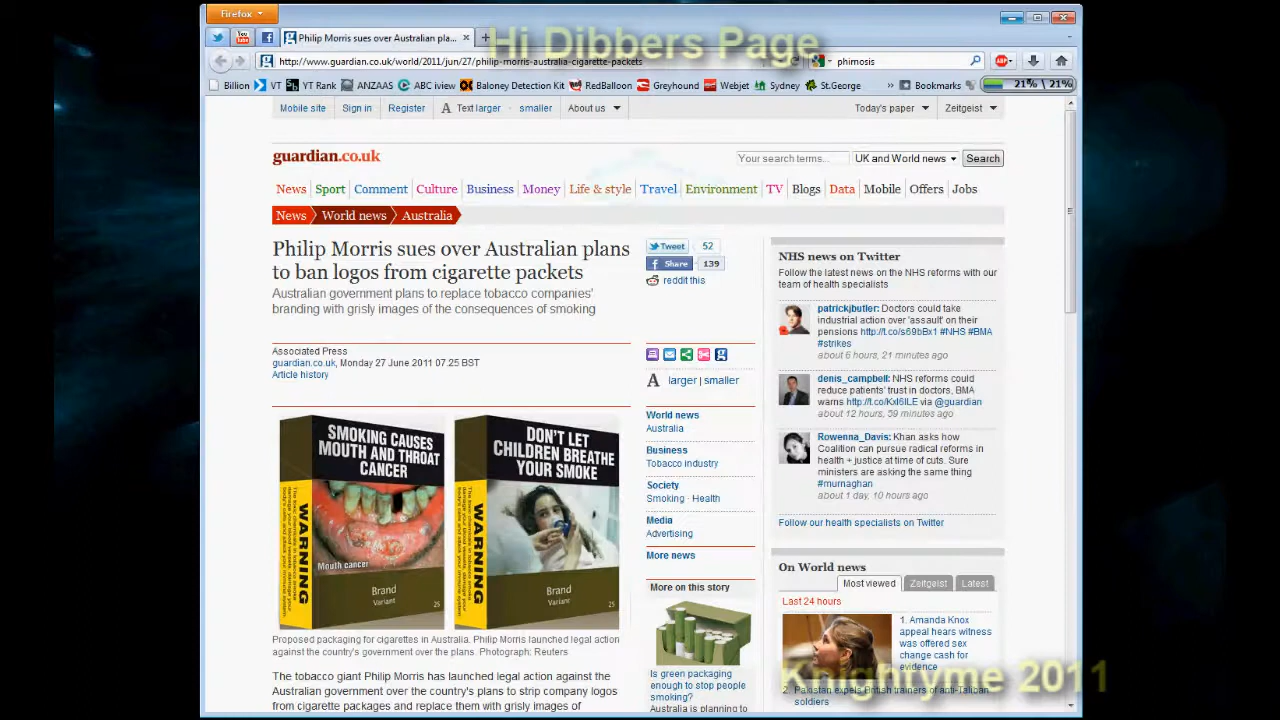 Firefox
Philip Morris sues over Australian pla...
Hi Dibbers Page
http://www.guardian.co.uk/world/2011/jun/27/philip-morris-australia-cigarette-packets
phimosis
Billion VT VT Rank ANZAAS ABC iview Baloney Detection Kit RedBalloon Greyhound Webjet Sydney St.George » Bookmarks 21% \ 21%
Mobile site Sign in Register Text larger smaller About us Today's paper Zeitgeist
guardian.co.uk
Your search terms... UK and World news Search
News Sport Comment Culture Business Money Life & style Travel Environment TV Blogs Data Mobile Offers Jobs
News World news Australia
Philip Morris sues over Australian plans
to ban logos from cigarette packets
Australian government plans to replace tobacco companies'
branding with grisly images of the consequences of smoking
Tweet 52
Share 139
reddit this
Associated Press
guardian.co.uk, Monday 27 June 2011 07.25 BST
Article history
A larger | smaller
World news
Australia
Business
Tobacco industry
Society
Smoking · Health
Media
Advertising
More news
More on this story
Is green packaging
enough to stop people
smoking?
Australia is planning to
SMOKING CAUSES
MOUTH AND THROAT
CANCER
WARNING
Mouth cancer
Brand
Variant
25
DON'T LET
CHILDREN BREATHE
YOUR SMOKE
WARNING
Brand
Variant
25
Proposed packaging for cigarettes in Australia. Philip Morris launched legal action
against the country's government over the plans. Photograph: Reuters
The tobacco giant Philip Morris has launched legal action against the
Australian government over the country's plans to strip company logos
from cigarette packages and replace them with grisly images of
NHS news on Twitter
Follow the latest news on the NHS reforms with our
team of health specialists
patrickjbutler: Doctors could take
industrial action over 'assault' on their
pensions http://t.co/s69bBx1 #NHS #BMA
#strikes
about 6 hours, 21 minutes ago
denis_campbell: NHS reforms could
reduce patients' trust in doctors, BMA
warns http://t.co/Kxl6lLE via @guardian
about 12 hours, 59 minutes ago
Rowenna_Davis: Khan asks how
Coalition can pursue radical reforms in
health + justice at time of cuts. Sure
ministers are asking the same thing
#murnaghan
about 1 day, 10 hours ago
Follow our health specialists on Twitter
On World news
Most viewed Zeitgeist Latest
Last 24 hours
1. Amanda Knox
appeal hears witness
was offered sex
change cash for
evidence
2. Pakistan expels British trainers of anti-Taliban
soldiers
Knightyme 2011